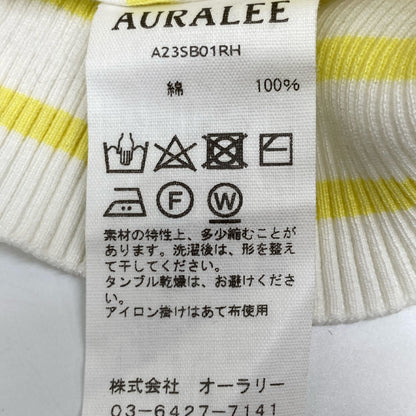 AURALEE
A23SB01RH
綿 100%
F W
素材の特性上、多少縮むことが
あります。洗濯後は、形を整え
て干してください。
タンブル乾燥は、お避けくださ
い。
アイロン掛けはあて布使用
株式会社 オーラリー
03-6427-7141